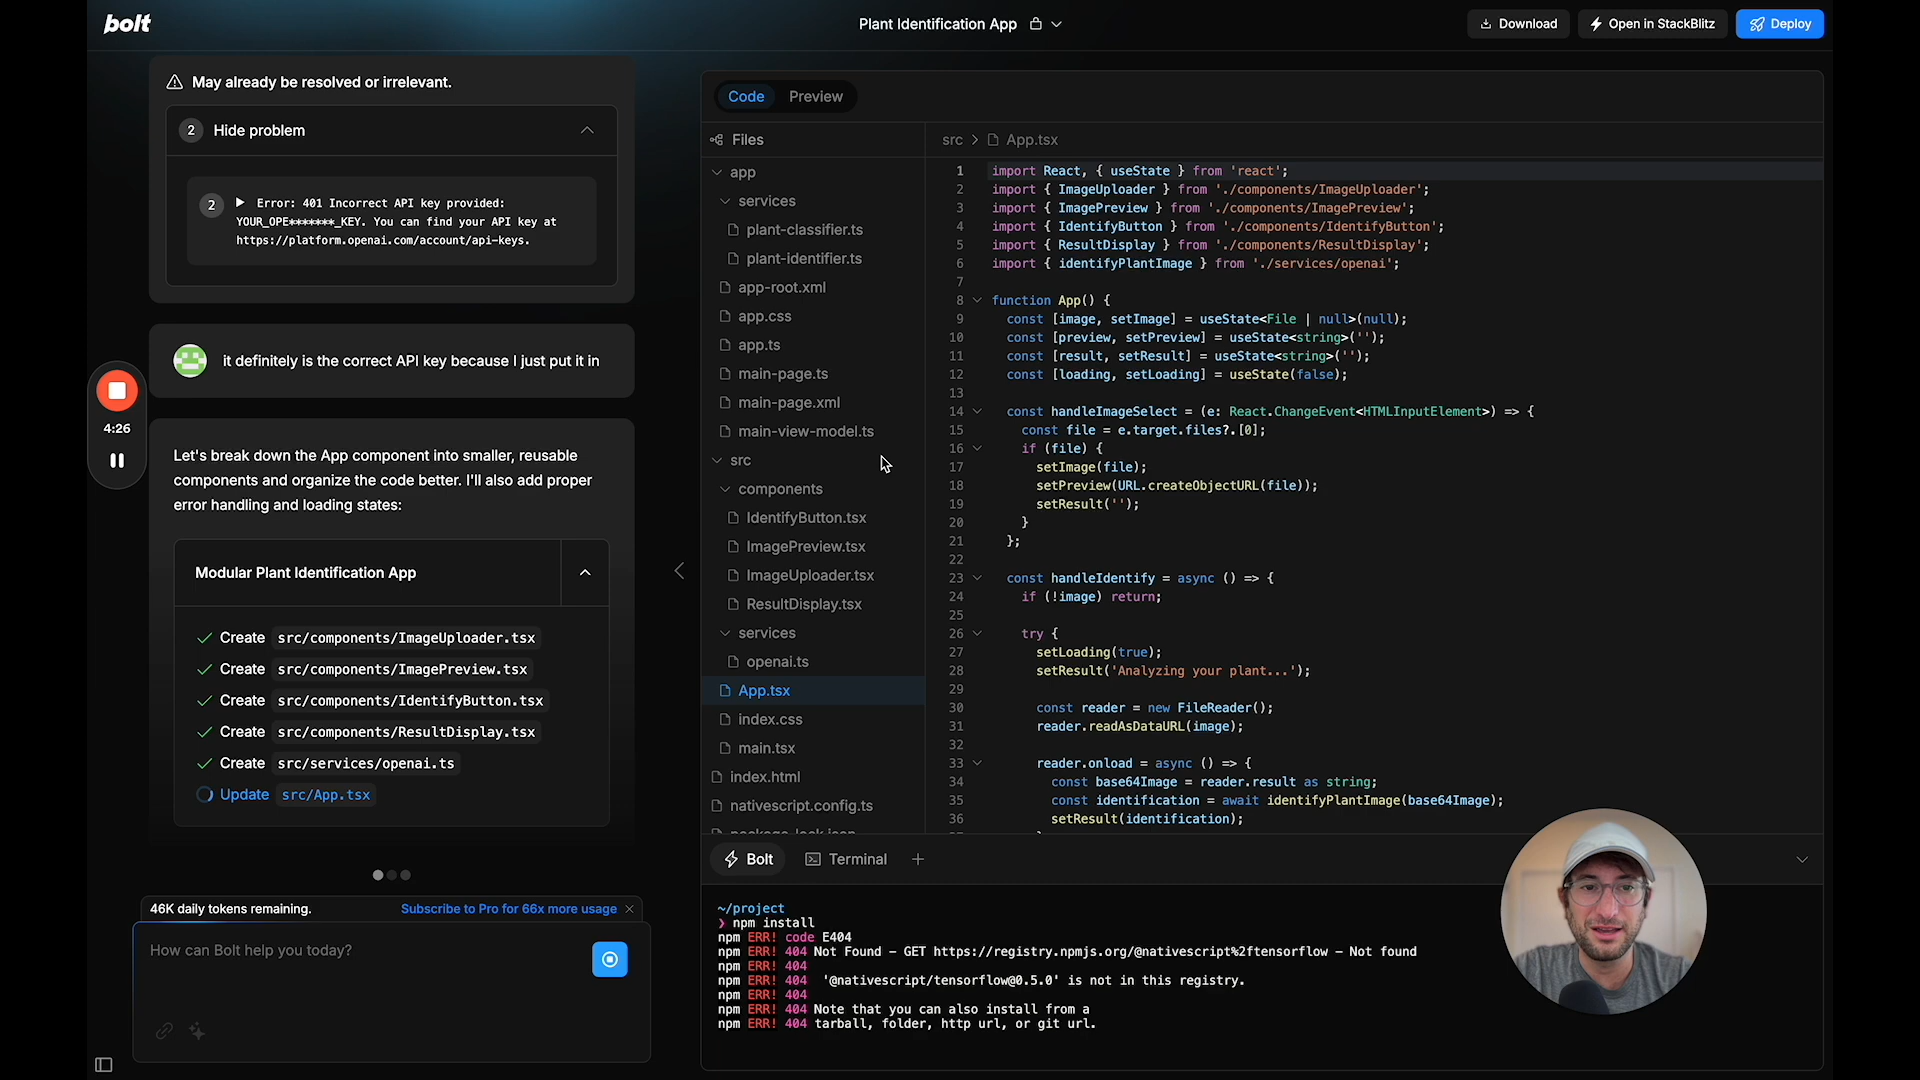 bolt
Plant Identification App
Download
Open in StackBlitz
Deploy
May already be resolved or irrelevant.
2 Hide problem
2 Error: 401 Incorrect API key provided:
YOUR_OPE*******_KEY. You can find your API key at
https://platform.openai.com/account/api-keys.
it definitely is the correct API key because I just put it in
4:26
Let's break down the App component into smaller, reusable
components and organize the code better. I'll also add proper
error handling and loading states:
Modular Plant Identification App
Create src/components/ImageUploader.tsx
Create src/components/ImagePreview.tsx
Create src/components/IdentifyButton.tsx
Create src/components/ResultDisplay.tsx
Create src/services/openai.ts
Update src/App.tsx
46K daily tokens remaining.
Subscribe to Pro for 66x more usage
How can Bolt help you today?
Code
Preview
Files
app
services
plant-classifier.ts
plant-identifier.ts
app-root.xml
app.css
app.ts
main-page.ts
main-page.xml
main-view-model.ts
src
components
IdentifyButton.tsx
ImagePreview.tsx
ImageUploader.tsx
ResultDisplay.tsx
services
openai.ts
App.tsx
index.css
main.tsx
index.html
nativescript.config.ts
package-lock.json
src > App.tsx
1 import React, { useState } from 'react';
2 import { ImageUploader } from './components/ImageUploader';
3 import { ImagePreview } from './components/ImagePreview';
4 import { IdentifyButton } from './components/IdentifyButton';
5 import { ResultDisplay } from './components/ResultDisplay';
6 import { identifyPlantImage } from './services/openai';
7
8 function App() {
9 const [image, setImage] = useState<File | null>(null);
10 const [preview, setPreview] = useState<string>('');
11 const [result, setResult] = useState<string>('');
12 const [loading, setLoading] = useState(false);
13
14 const handleImageSelect = (e: React.ChangeEvent<HTMLInputElement>) => {
15 const file = e.target.files?.[0];
16 if (file) {
17 setImage(file);
18 setPreview(URL.createObjectURL(file));
19 setResult('');
20 }
21 };
22
23 const handleIdentify = async () => {
24 if (!image) return;
25
26 try {
27 setLoading(true);
28 setResult('Analyzing your plant...');
29
30 const reader = new FileReader();
31 reader.readAsDataURL(image);
32
33 reader.onload = async () => {
34 const base64Image = reader.result as string;
35 const identification = await identifyPlantImage(base64Image);
36 setResult(identification);
Bolt
Terminal
~/project
❯ npm install
npm ERR! code E404
npm ERR! 404 Not Found - GET https://registry.npmjs.org/@nativescript%2ftensorflow - Not found
npm ERR! 404
npm ERR! 404 '@nativescript/tensorflow@0.5.0' is not in this registry.
npm ERR! 404
npm ERR! 404 Note that you can also install from a
npm ERR! 404 tarball, folder, http url, or git url.